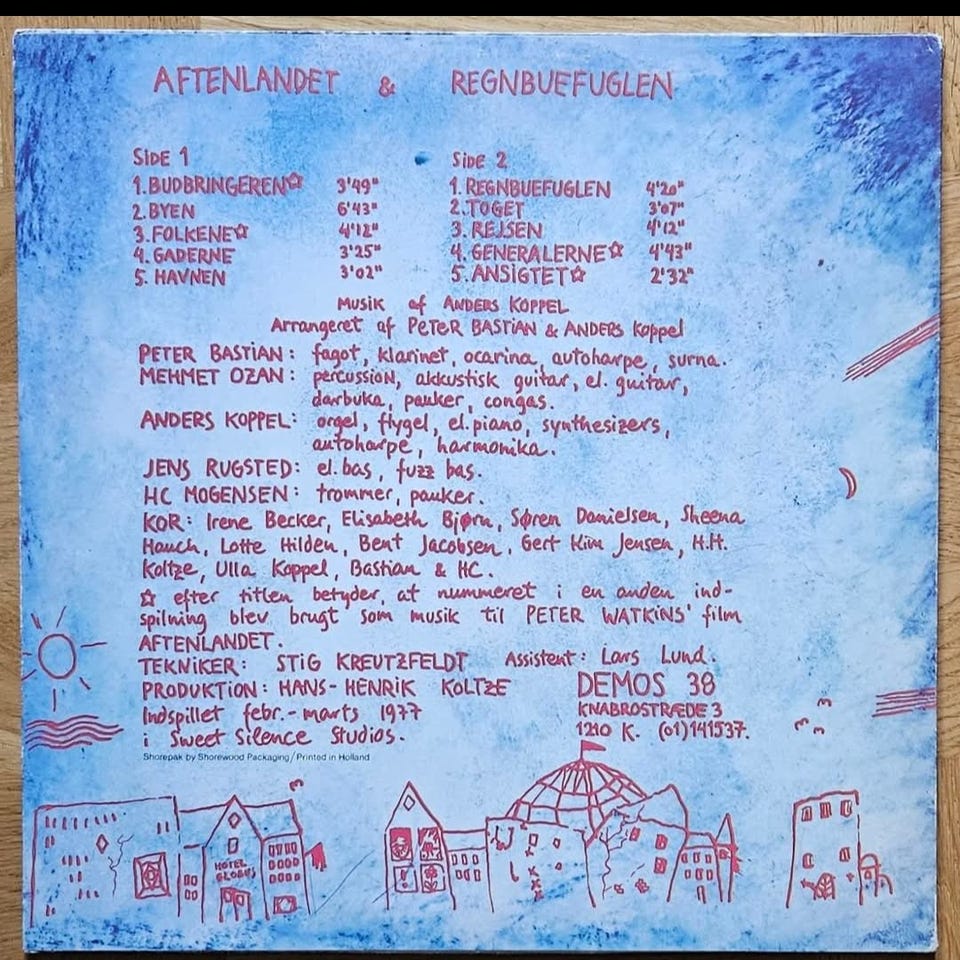 AFTENLANDET & REGNBUEFUGLEN
SIDE 1
1. BUDBRINGEREN☆ 3'49"
2. BYEN 6'43"
3. FOLKENE☆ 4'12"
4. GADERNE 3'25"
5. HAVNEN 3'02"
SIDE 2
1. REGNBUEFUGLEN 4'20"
2. TOGET 3'07"
3. REJSEN 4'12"
4. GENERALERNE☆ 4'43"
5. ANSIGTET☆ 2'32"
Musik af ANDERS KOPPEL
Arrangeret af PETER BASTIAN & ANDERS Koppel
PETER BASTIAN: fagot, klarinet, ocarina, autoharpe, surna.
MEHMET OZAN: percussion, akkustisk guitar, el. guitar,
darbuka, pauker, congas.
ANDERS KOPPEL: orgel, flygel, el.piano, synthesizers,
autoharpe, harmonika.
JENS RUGSTED: el. bas, fuzz bas.
HC MOGENSEN: trommer, pauker.
KOR: Irene Becker, Elisabeth Bjørn, Søren Danielsen, Sheena
Hauch, Lotte Hilden, Bent Jacobsen, Gert Kim Jensen, H.H.
Koltze, Ulla Koppel, Bastian & HC.
☆ efter titlen betyder, at nummeret i en anden ind-
spilning blev brugt som musik til PETER WATKINS' film
AFTENLANDET.
TEKNIKER: STIG KREUTZFELDT Assistent: Lars Lund.
PRODUKTION: HANS-HENRIK KOLTZE
Indspillet febr.-marts 1977
i Sweet Silence Studios.
DEMOS 38
KNABROSTRÆDE 3
1210 K. (01)141537.
Shorepak by Shorewood Packaging/Printed in Holland
HOTEL